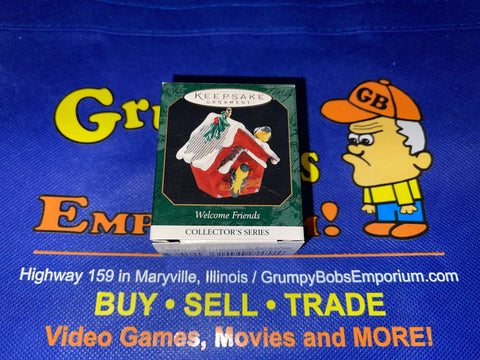 Grum
GB
KEEPSAKE
ORNAMENT
Welcome Friends
COLLECTOR'S SERIES
Highway 159 in Maryville, Illinois / GrumpyBobsEmporium.com
BUY • SELL • TRADE
Video Games, Movies and MORE!